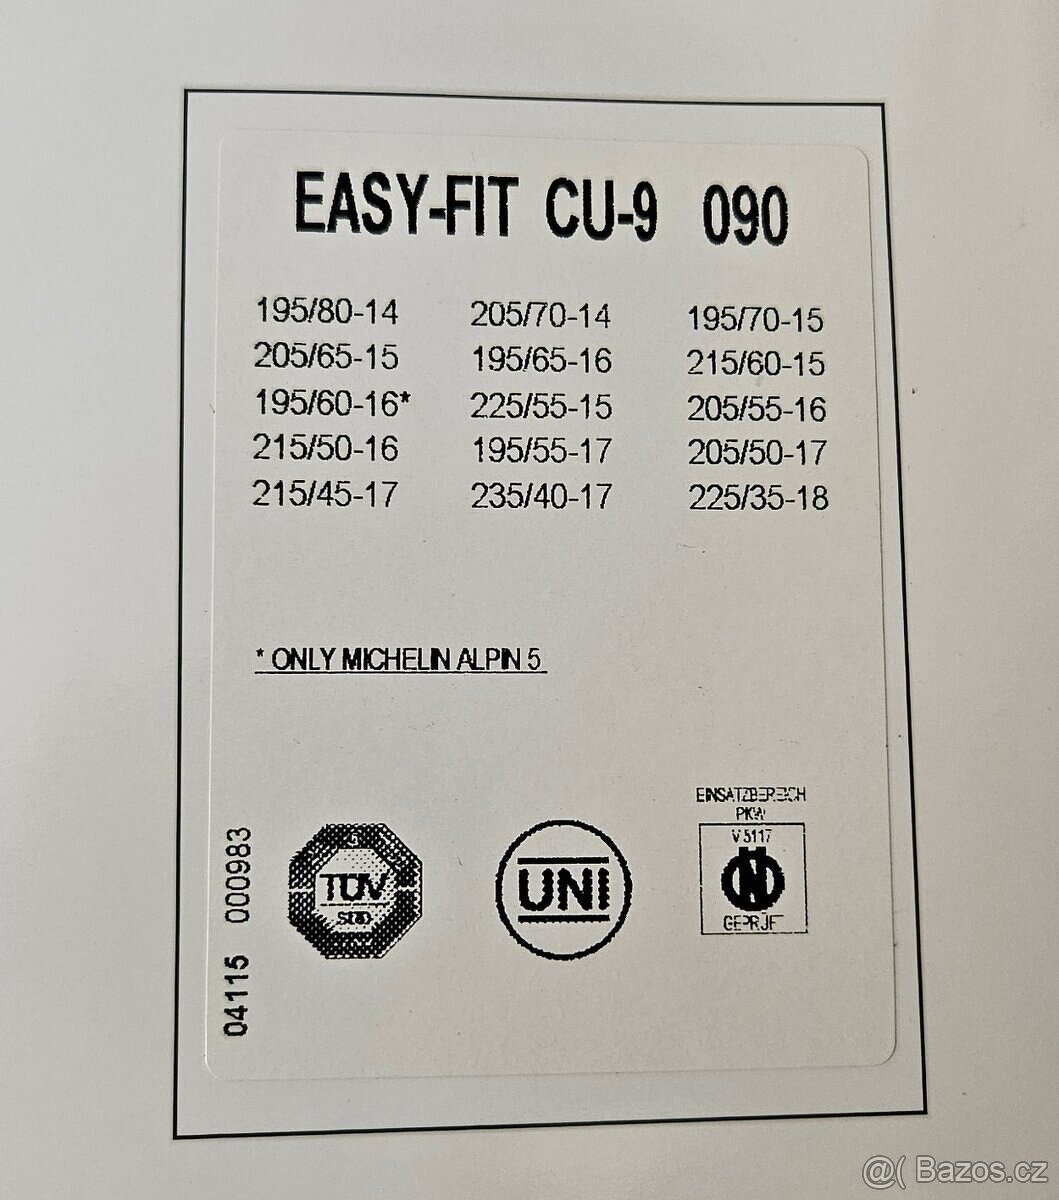 EASY-FIT CU-9 090
195/80-14 205/70-14 195/70-15
205/65-15 195/65-16 215/60-15
195/60-16* 225/55-15 205/55-16
215/50-16 195/55-17 205/50-17
215/45-17 235/40-17 225/35-18
* ONLY MICHELIN ALPIN 5
04115 000983
5
TÜV
SÜD
UNI
EINSATZBEREICH
PKW
V5117
GEPRÜFT
@( Bazos.cz